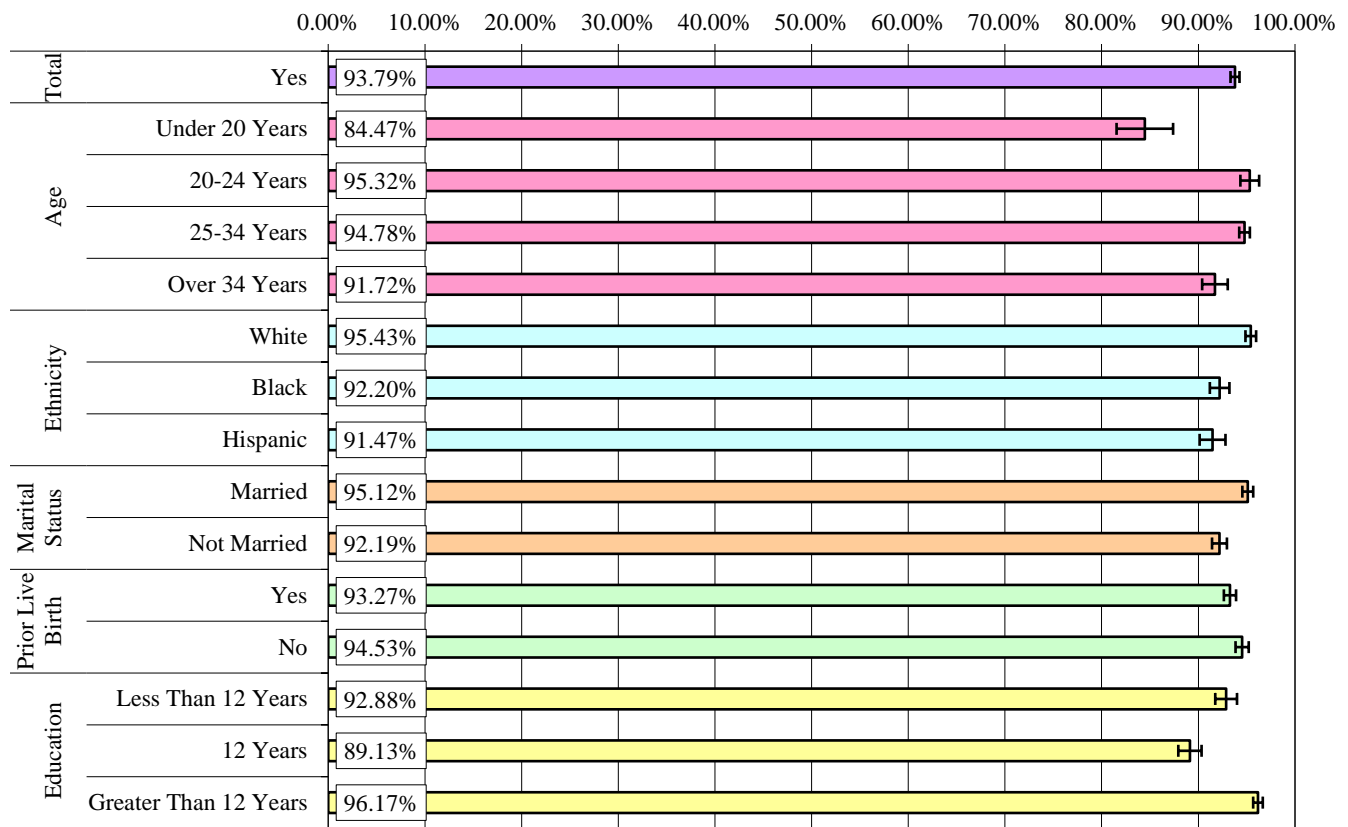 0.00% 10.00% 20.00% 30.00% 40.00% 50.00% 60.00% 70.00% 80.00% 90.00% 100.00%
Total
Yes 93.79%
Age
Under 20 Years 84.47%
20-24 Years 95.32%
25-34 Years 94.78%
Over 34 Years 91.72%
Ethnicity
White 95.43%
Black 92.20%
Hispanic 91.47%
Marital
Status
Married 95.12%
Not Married 92.19%
Prior Live
Birth
Yes 93.27%
No 94.53%
Education
Less Than 12 Years 92.88%
12 Years 89.13%
Greater Than 12 Years 96.17%